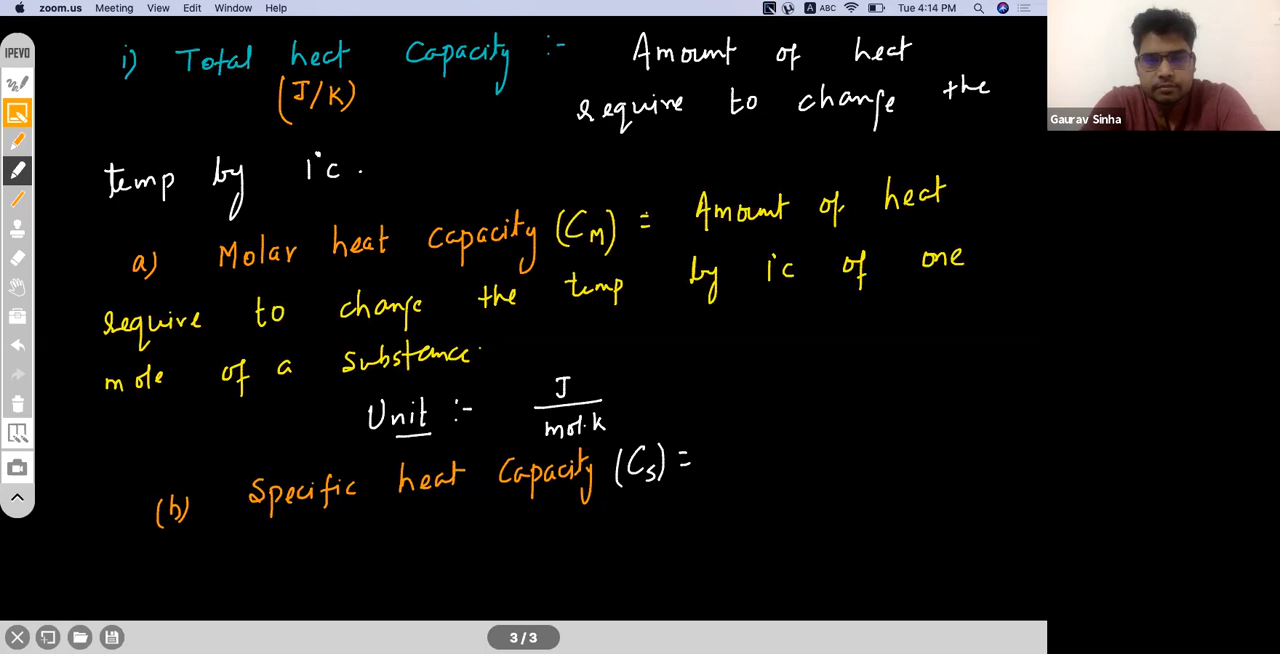 zoom.us Meeting View Edit Window Help A ABC Tue 4:14 PM
IPEVO
i) Total heat Capacity :- Amount of heat
(J/K) require to change the
temp by 1°c.
a) Molar heat capacity (CM) = Amount of heat
require to change the temp by 1°c of one
mole of a substance.
Unit :- J
mol.k
(b) Specific heat Capacity (Cs) =
Gaurav Sinha
3/3